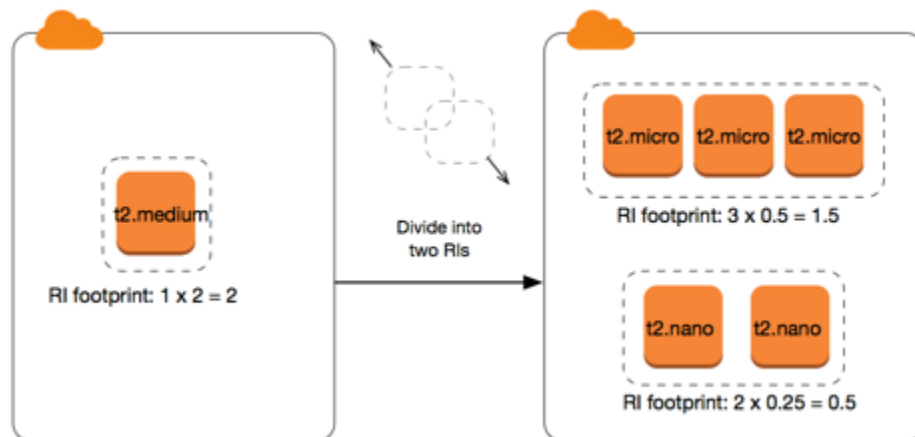 t2.medium
RI footprint: 1 x 2 = 2
Divide into
two RIs
t2.micro t2.micro t2.micro
RI footprint: 3 x 0.5 = 1.5
t2.nano t2.nano
RI footprint: 2 x 0.25 = 0.5